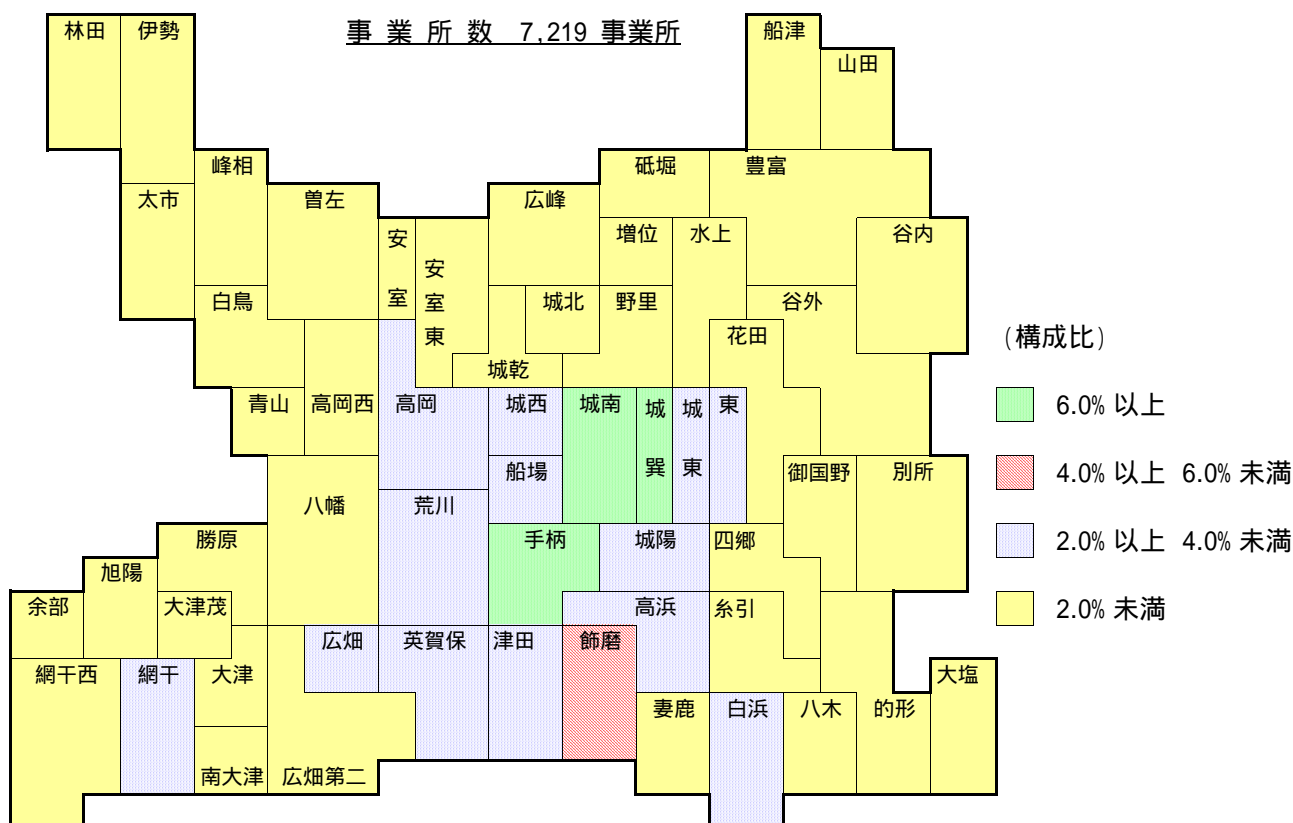 事業所数 7,219 事業所
林田
伊勢
船津
山田
峰相
砥堀
豊富
太市
曽左
広峰
安室
増位
水上
谷内
安室東
白鳥
城北
野里
谷外
花田
城乾
青山
高岡西
高岡
城西
城南
城巽
城東
東
船場
御国野
別所
八幡
荒川
勝原
手柄
城陽
四郷
旭陽
余部
大津茂
高浜
糸引
広畑
英賀保
津田
飾磨
網干西
網干
大津
大塩
妻鹿
白浜
八木
的形
南大津
広畑第二
(構成比)
6.0% 以上
4.0% 以上 6.0% 未満
2.0% 以上 4.0% 未満
2.0% 未満